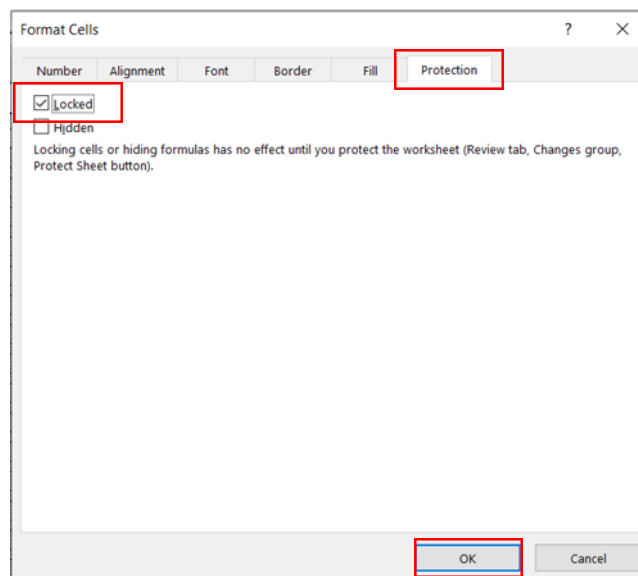 Format Cells ? X
Number Alignment Font Border Fill Protection
Locked
Hidden
Locking cells or hiding formulas has no effect until you protect the worksheet (Review tab, Changes group,
Protect Sheet button).
OK Cancel